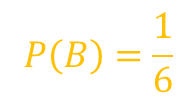 P(B) = 1/6